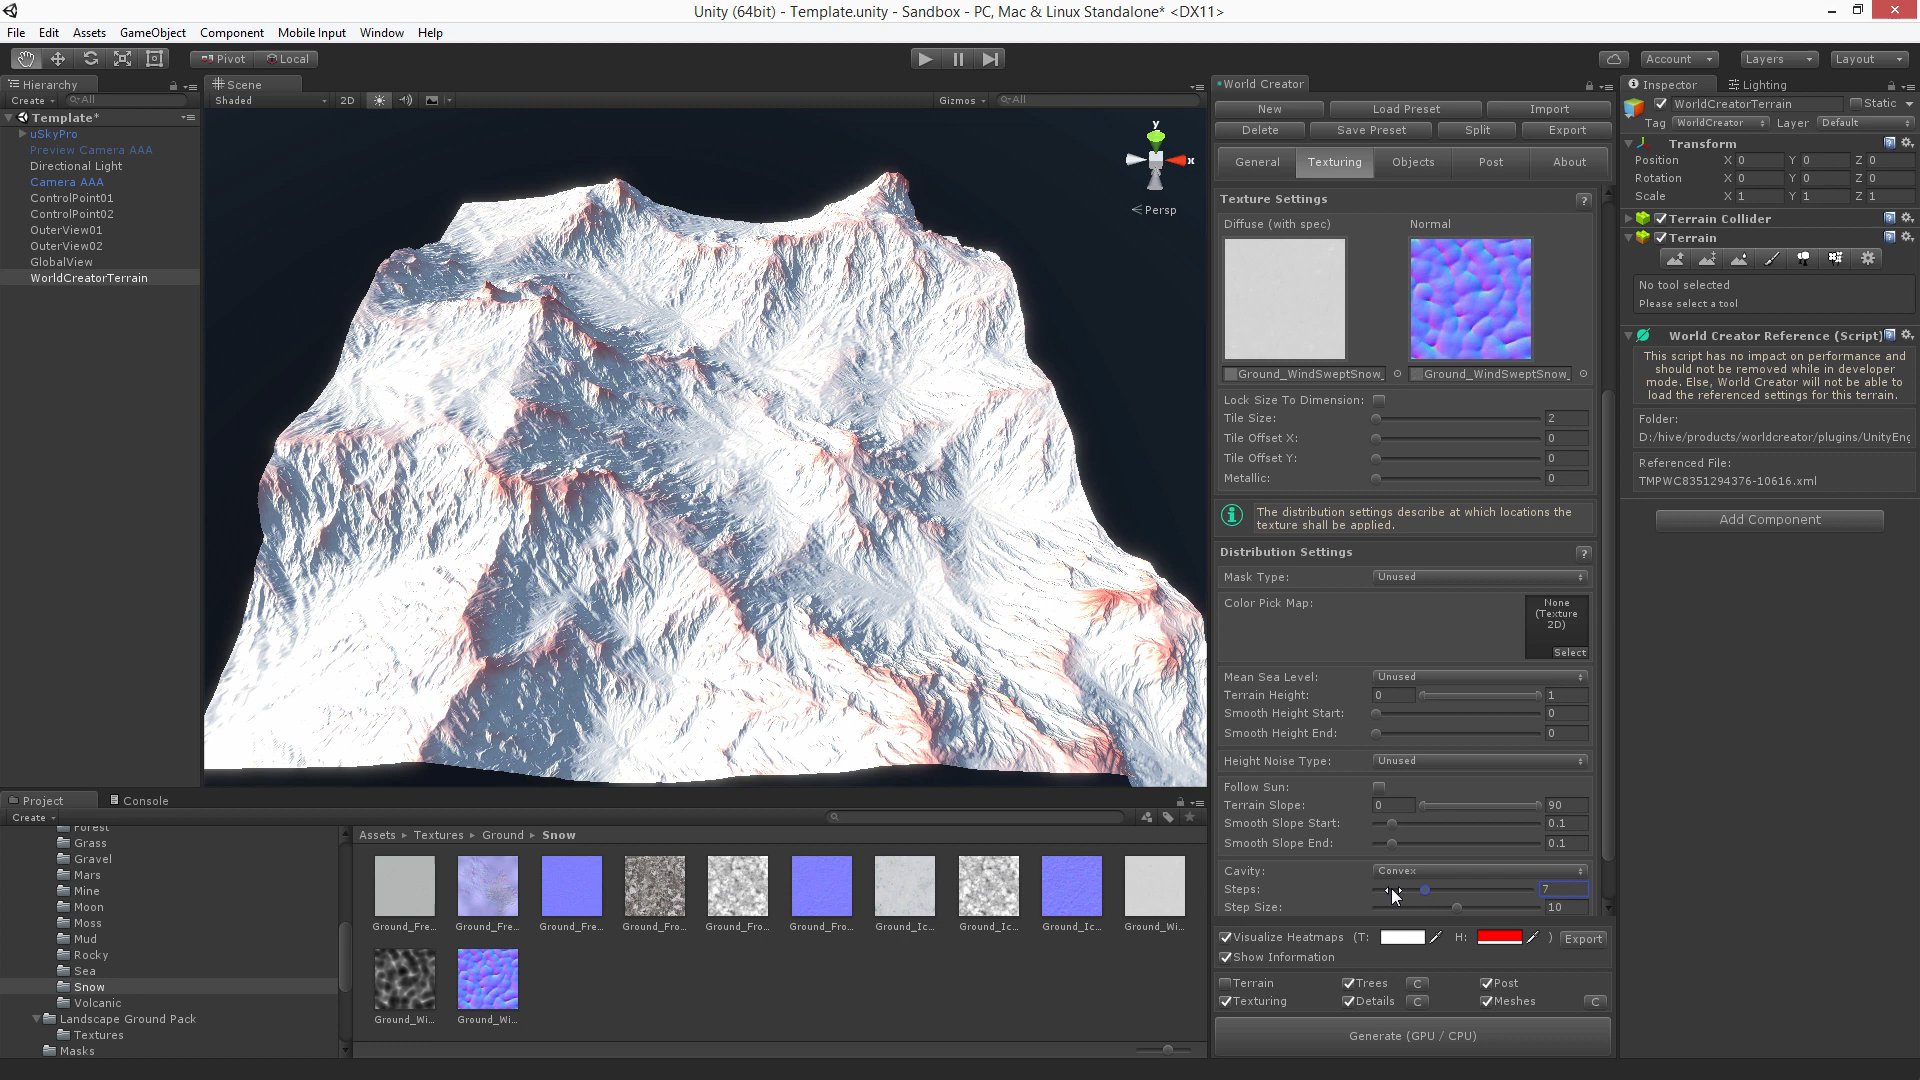 Unity (64bit) - Template.unity - Sandbox - PC, Mac & Linux Standalone* <DX11>
File Edit Assets GameObject Component Mobile Input Window Help
Pivot Local
Account Layers Layout
Hierarchy
Create All
Template*
uSkyPro
Preview Camera AAA
Directional Light
Camera AAA
ControlPoint01
ControlPoint02
OuterView01
OuterView02
GlobalView
WorldCreatorTerrain
Scene
Shaded 2D Gizmos All
y
x
Persp
World Creator
New Load Preset Import
Delete Save Preset Split Export
General Texturing Objects Post About
Texture Settings ?
Diffuse (with spec) Normal
Ground_WindSweptSnow_ Ground_WindSweptSnow_
Lock Size To Dimension:
Tile Size: 2
Tile Offset X: 0
Tile Offset Y: 0
Metallic: 0
The distribution settings describe at which locations the
texture shall be applied.
Distribution Settings ?
Mask Type: Unused
Color Pick Map: None
(Texture
2D)
Select
Mean Sea Level: Unused
Terrain Height: 0 1
Smooth Height Start: 0
Smooth Height End: 0
Height Noise Type: Unused
Follow Sun:
Terrain Slope: 0 90
Smooth Slope Start: 0.1
Smooth Slope End: 0.1
Cavity: Convex
Steps: 7
Step Size: 10
Visualize Heatmaps (T: H: ) Export
Show Information
Terrain Trees C Post
Texturing Details C Meshes C
Generate (GPU / CPU)
Inspector Lighting
WorldCreatorTerrain Static
Tag WorldCreator Layer Default
Transform
Position X 0 Y 0 Z 0
Rotation X 0 Y 0 Z 0
Scale X 1 Y 1 Z 1
Terrain Collider
Terrain
No tool selected
Please select a tool
World Creator Reference (Script)
This script has no impact on performance and
should not be removed while in developer
mode. Else, World Creator will not be able to
load the referenced settings for this terrain.
Folder:
D:/hive/products/worldcreator/plugins/UnityEng
Referenced File:
TMPWC8351294376-10616.xml
Add Component
Project Console
Create
Forest
Grass
Gravel
Mars
Mine
Moon
Moss
Mud
Rocky
Sea
Snow
Volcanic
Landscape Ground Pack
Textures
Masks
Assets Textures Ground Snow
Ground_Fre... Ground_Fre... Ground_Fre... Ground_Fro... Ground_Fro... Ground_Fro... Ground_Ic... Ground_Ic... Ground_Ic... Ground_Wi...
Ground_Wi... Ground_Wi...